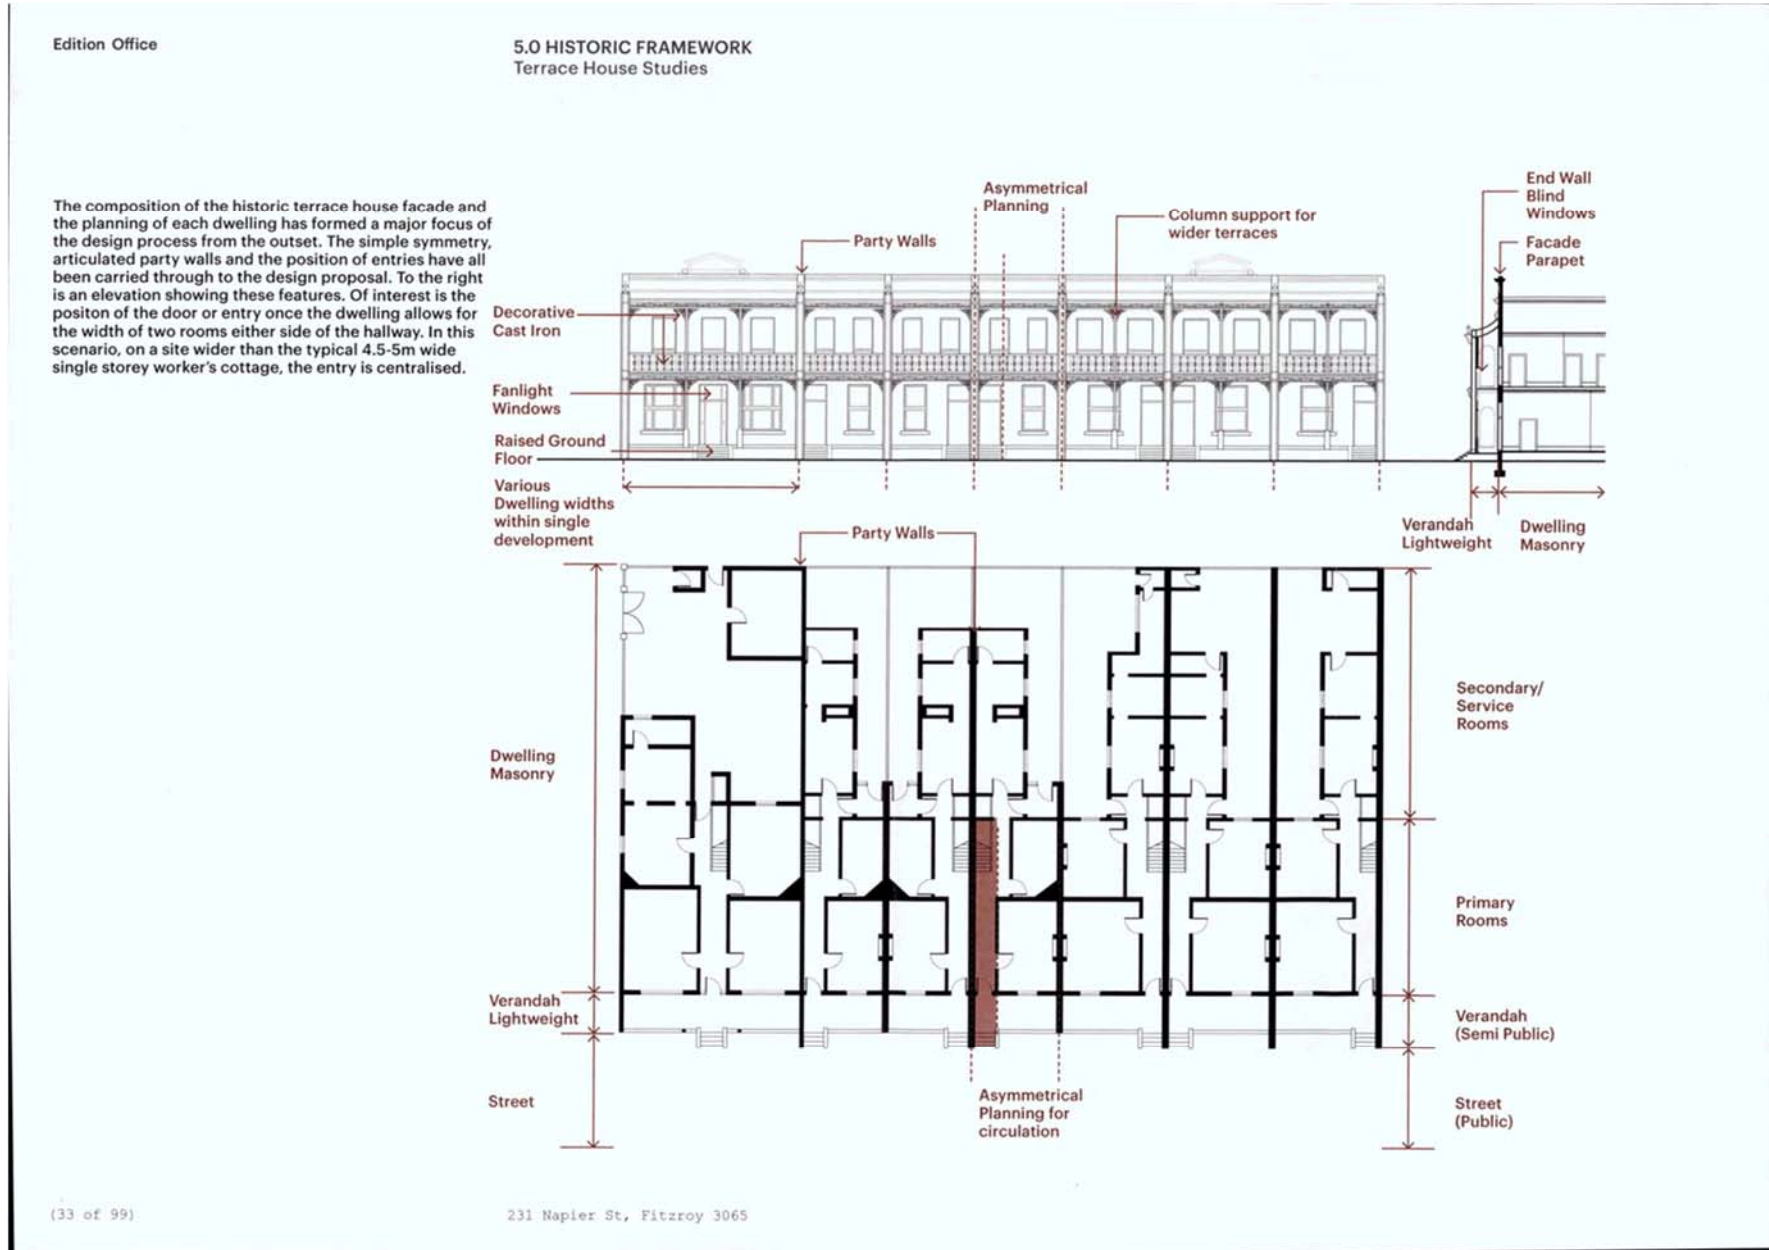 Edition Office
5.0 HISTORIC FRAMEWORK
Terrace House Studies
The composition of the historic terrace house facade and
the planning of each dwelling has formed a major focus of
the design process from the outset. The simple symmetry,
articulated party walls and the position of entries have all
been carried through to the design proposal. To the right
is an elevation showing these features. Of interest is the
positon of the door or entry once the dwelling allows for
the width of two rooms either side of the hallway. In this
scenario, on a site wider than the typical 4.5-5m wide
single storey worker's cottage, the entry is centralised.
Asymmetrical
Planning
Party Walls
Column support for
wider terraces
End Wall
Blind
Windows
Facade
Parapet
Decorative
Cast Iron
Fanlight
Windows
Raised Ground
Floor
Various
Dwelling widths
within single
development
Verandah
Lightweight
Dwelling
Masonry
Party Walls
Dwelling
Masonry
Verandah
Lightweight
Street
Secondary/
Service
Rooms
Primary
Rooms
Verandah
(Semi Public)
Street
(Public)
Asymmetrical
Planning for
circulation
(33 of 99)
231 Napier St, Fitzroy 3065